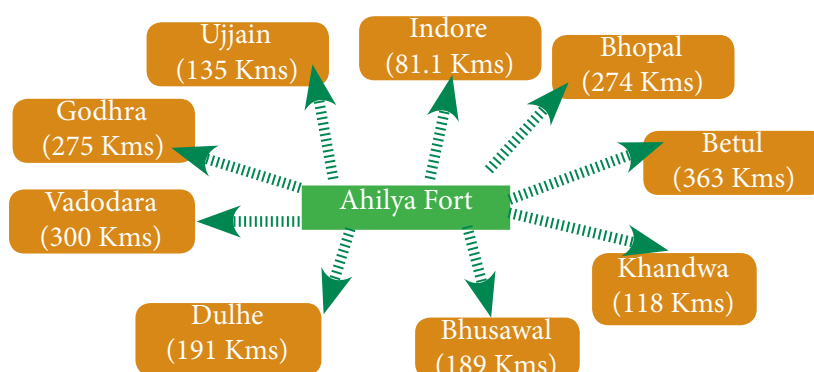 Ujjain
(135 Kms)
Indore
(81.1 Kms)
Bhopal
(274 Kms)
Godhra
(275 Kms)
Betul
(363 Kms)
Ahilya Fort
Vadodara
(300 Kms)
Khandwa
(118 Kms)
Dulhe
(191 Kms)
Bhusawal
(189 Kms)